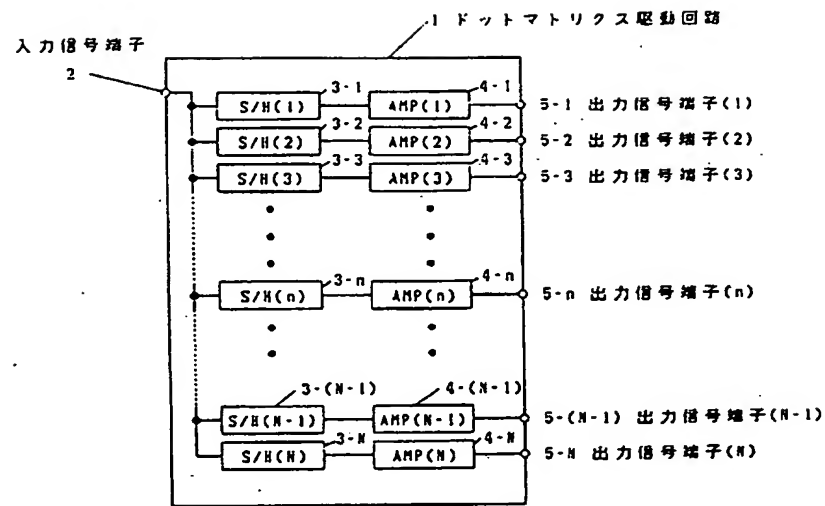 1 ドットマトリクス駆動回路
入力信号端子
2
3-1 4-1
S/H(1) AMP(1) 5-1 出力信号端子(1)
3-2 4-2
S/H(2) AMP(2) 5-2 出力信号端子(2)
3-3 4-3
S/H(3) AMP(3) 5-3 出力信号端子(3)
3-n 4-n
S/H(n) AMP(n) 5-n 出力信号端子(n)
3-(N-1) 4-(N-1)
S/H(N-1) AMP(N-1) 5-(N-1) 出力信号端子(N-1)
3-N 4-N
S/H(N) AMP(N) 5-N 出力信号端子(N)